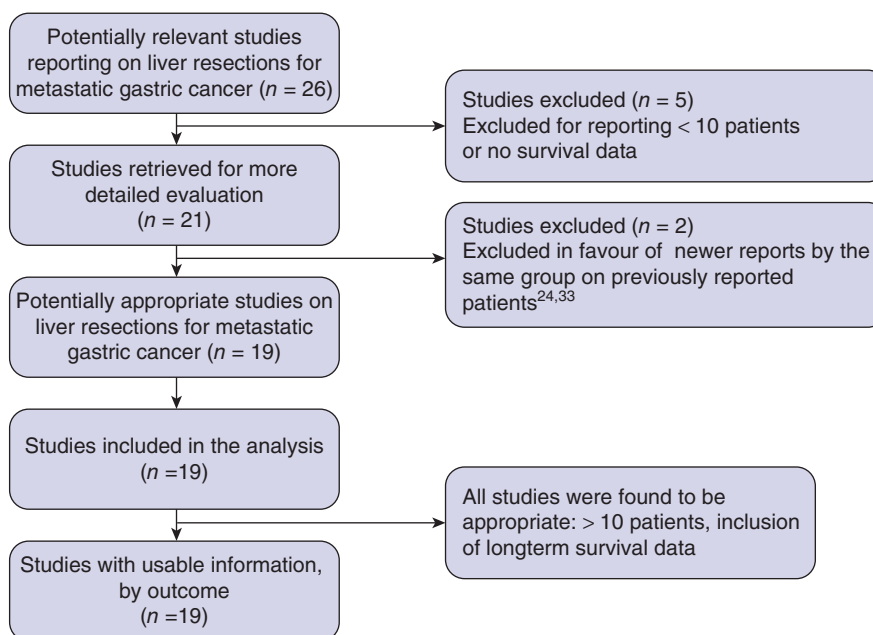 Potentially relevant studies
reporting on liver resections for
metastatic gastric cancer (n = 26)
Studies excluded (n = 5)
Excluded for reporting < 10 patients
or no survival data
Studies retrieved for more
detailed evaluation
(n = 21)
Studies excluded (n = 2)
Excluded in favour of newer reports by the
same group on previously reported
patients24,33
Potentially appropriate studies on
liver resections for metastatic
gastric cancer (n = 19)
Studies included in the analysis
(n =19)
All studies were found to be
appropriate: > 10 patients, inclusion
of longterm survival data
Studies with usable information,
by outcome
(n =19)